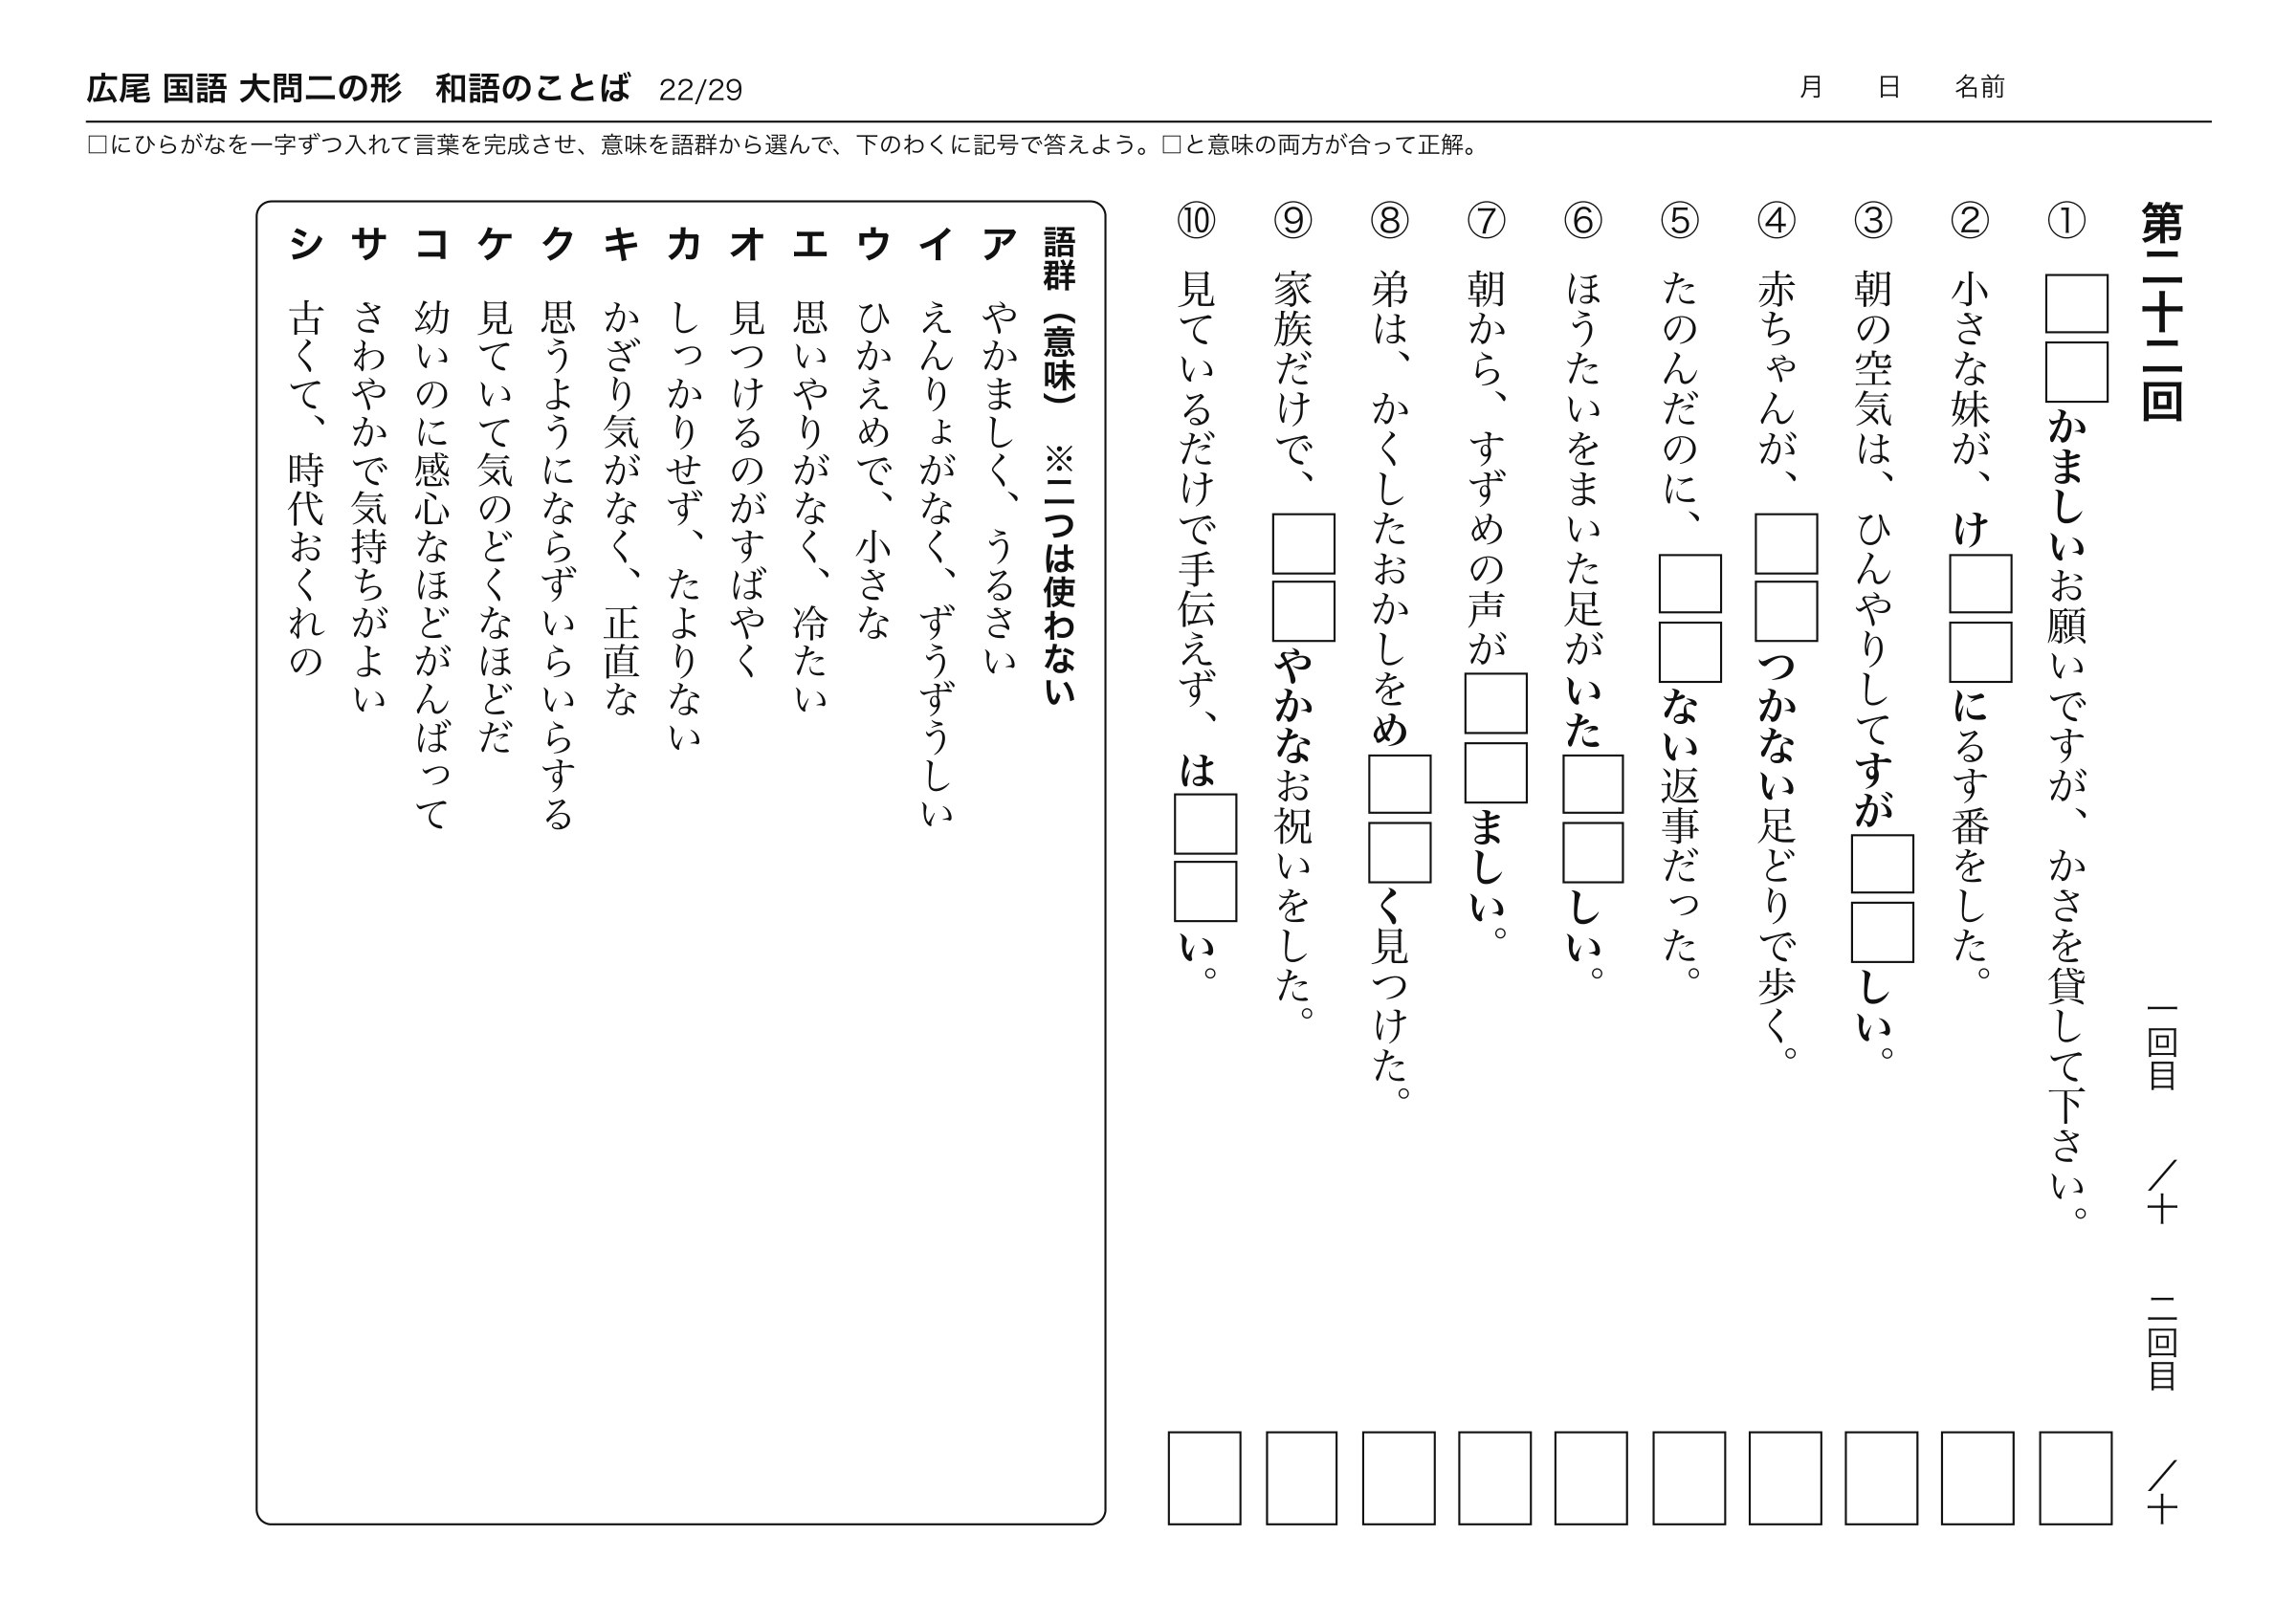 広尾 国語 大問二の形　和語のことば　22/29　月　日　名前
□にひらがなを一字ずつ入れて言葉を完成させ、意味を語群から選んで、下のわくに記号で答えよう。□と意味の両方が合って正解。
第二十二回　一回目　／十　二回目　／十
① □□かましいお願いですが、かさを貸して下さい。
② 小さな妹が、け□□にるす番をした。
③ 朝の空気は、ひんやりしてすが□□しい。
④ 赤ちゃんが、□□つかない足どりで歩く。
⑤ たのんだのに、□□ない返事だった。
⑥ ほうたいをまいた足がいた□□しい。
⑦ 朝から、すずめの声が□□ましい。
⑧ 弟は、かくしたおかしをめ□□く見つけた。
⑨ 家族だけで、□□やかなお祝いをした。
⑩ 見ているだけで手伝えず、は□□い。
語群（意味）　※二つは使わない
ア　やかましく、うるさい
イ　えんりょがなく、ずうずうしい
ウ　ひかえめで、小さな
エ　思いやりがなく、冷たい
オ　見つけるのがすばやく
カ　しっかりせず、たよりない
キ　かざり気がなく、正直な
ク　思うようにならずいらいらする
ケ　見ていて気のどくなほどだ
コ　幼いのに感心なほどがんばって
サ　さわやかで気持ちがよい
シ　古くて、時代おくれの